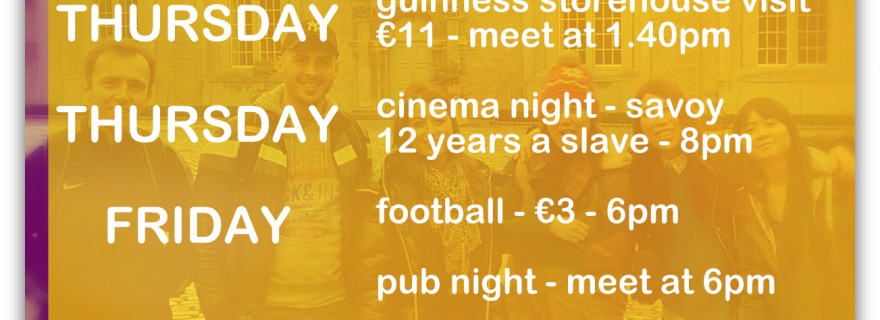 THURSDAY
guinness storehouse visit
€11 - meet at 1.40pm
THURSDAY
cinema night - savoy
12 years a slave - 8pm
FRIDAY
football - €3 - 6pm
pub night - meet at 6pm